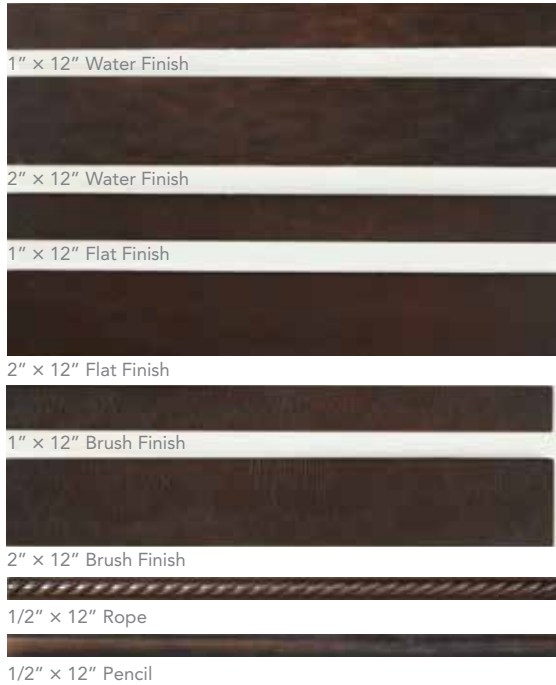 1” × 12” Water Finish
2” × 12” Water Finish
1” × 12” Flat Finish
2” × 12” Flat Finish
1” × 12” Brush Finish
2” × 12” Brush Finish
1/2” × 12” Rope
1/2” × 12” Pencil